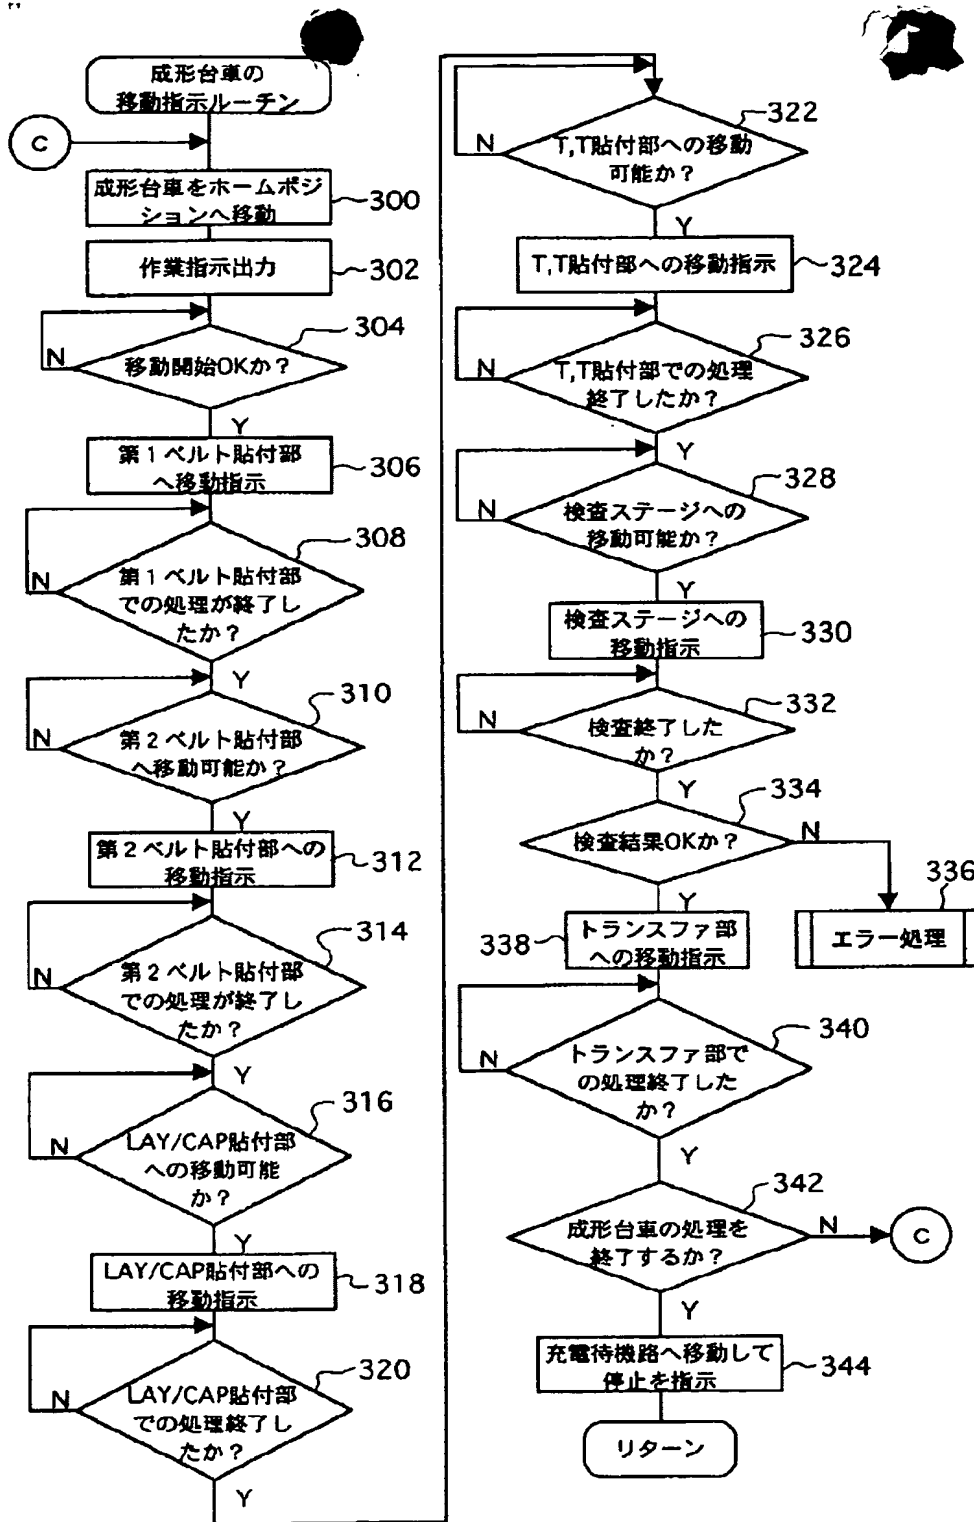 成形台車の
移動指示ルーチン
C
成形台車をホームポジ
ションへ移動
300
作業指示出力
302
304
移動開始OKか？
N
Y
第1ベルト貼付部
へ移動指示
306
308
第1ベルト貼付部
での処理が終了し
たか？
N
Y
310
第2ベルト貼付部
へ移動可能か？
N
Y
第2ベルト貼付部への
移動指示
312
314
第2ベルト貼付部
での処理が終了し
たか？
N
Y
316
LAY/CAP貼付部
への移動可能
か？
N
Y
LAY/CAP貼付部への
移動指示
318
320
LAY/CAP貼付部
での処理終了し
たか？
N
Y
322
T,T貼付部への移動
可能か？
N
Y
T,T貼付部への移動指示
324
326
T,T貼付部での処理
終了したか？
N
Y
328
検査ステージへの
移動可能か？
N
Y
検査ステージへの
移動指示
330
332
検査終了した
か？
N
Y
334
検査結果OKか？
N
Y
336
エラー処理
338
トランスファ部
への移動指示
340
トランスファ部で
の処理終了した
か？
N
Y
342
成形台車の処理を
終了するか？
N
C
Y
充電待機路へ移動して
停止を指示
344
リターン